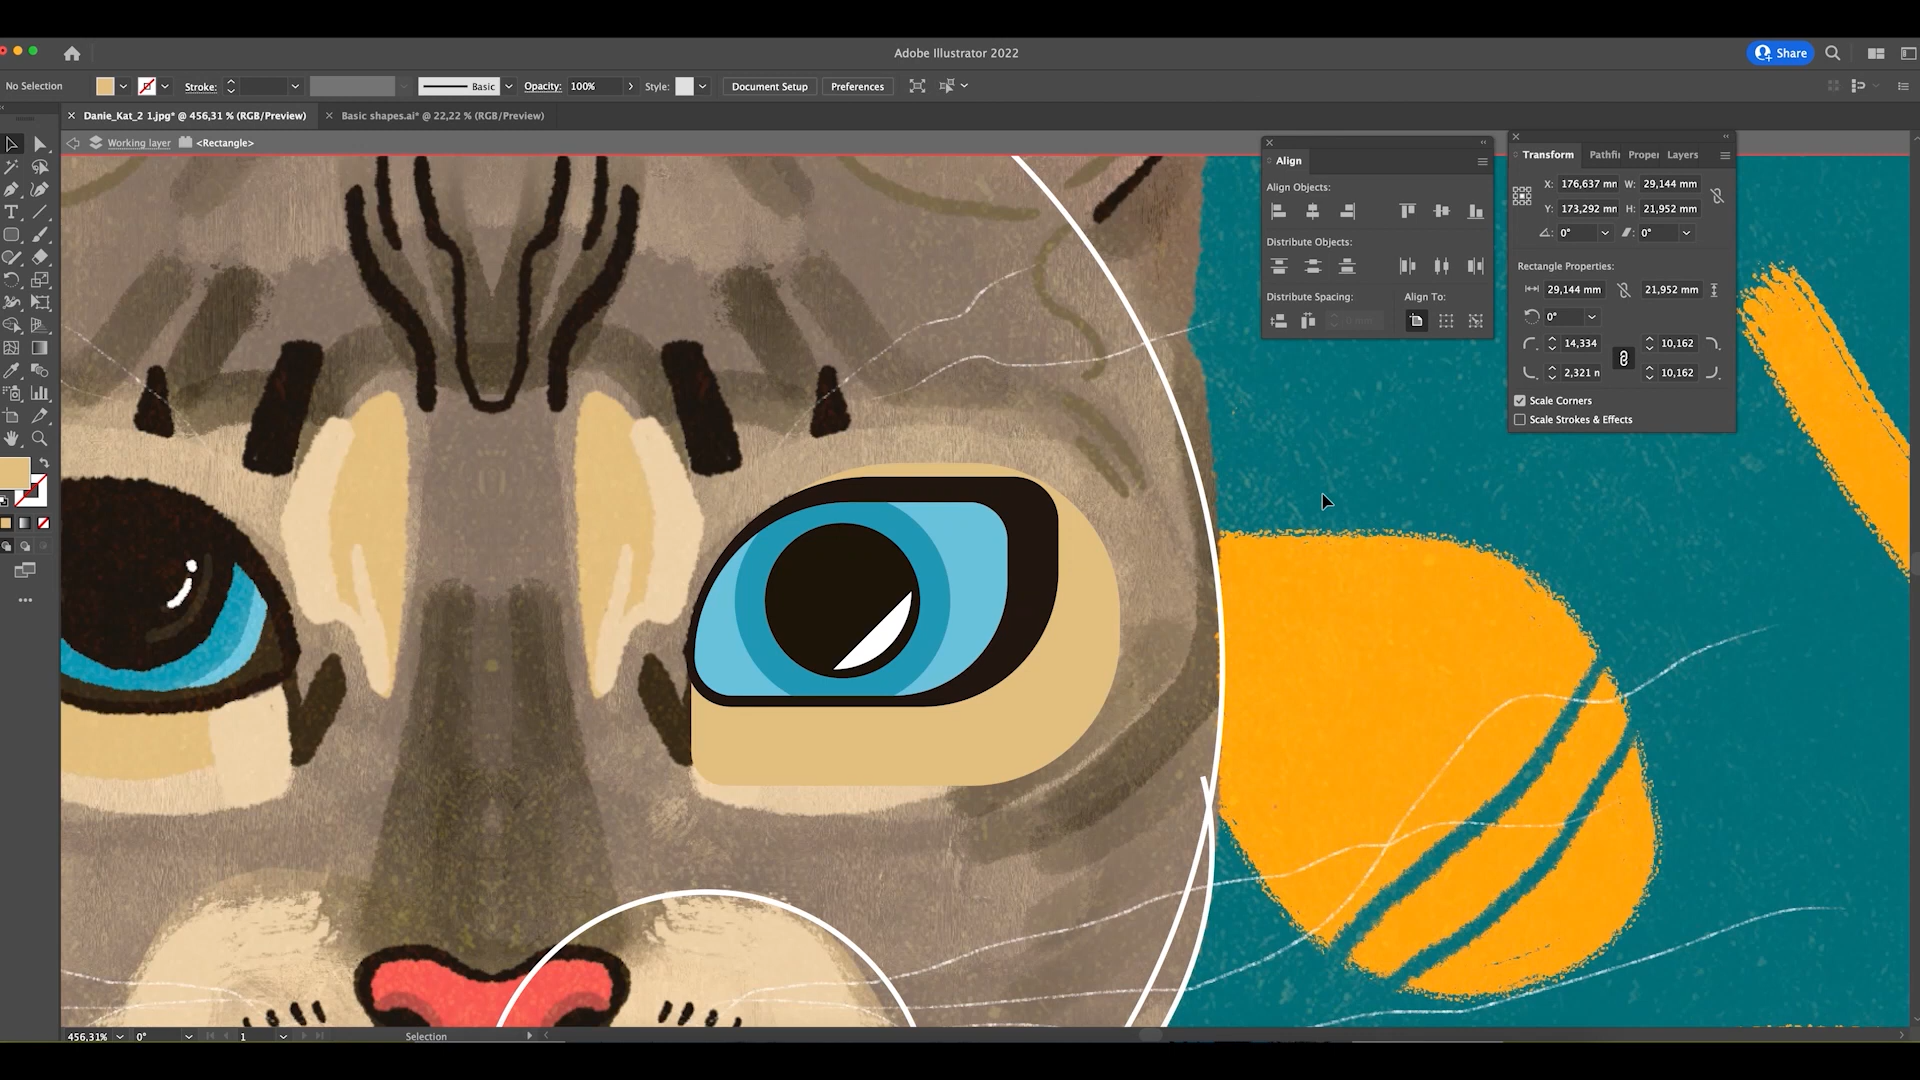 Adobe Illustrator 2022
Share
No Selection
Stroke:
Basic
Opacity: 100%
Style:
Document Setup
Preferences
Danie_Kat_2 1.jpg* @ 456,31 % (RGB/Preview)
Basic shapes.ai* @ 22,22 % (RGB/Preview)
Working layer
<Rectangle>
Align
Align Objects:
Distribute Objects:
Distribute Spacing:
Align To:
Transform
Pathfi
Proper
Layers
X: 176,637 mm
W: 29,144 mm
Y: 173,292 mm
H: 21,952 mm
0°
0°
Rectangle Properties:
29,144 mm
21,952 mm
0°
14,334
10,162
2,321 n
10,162
Scale Corners
Scale Strokes & Effects
456,31%
0°
1
Selection